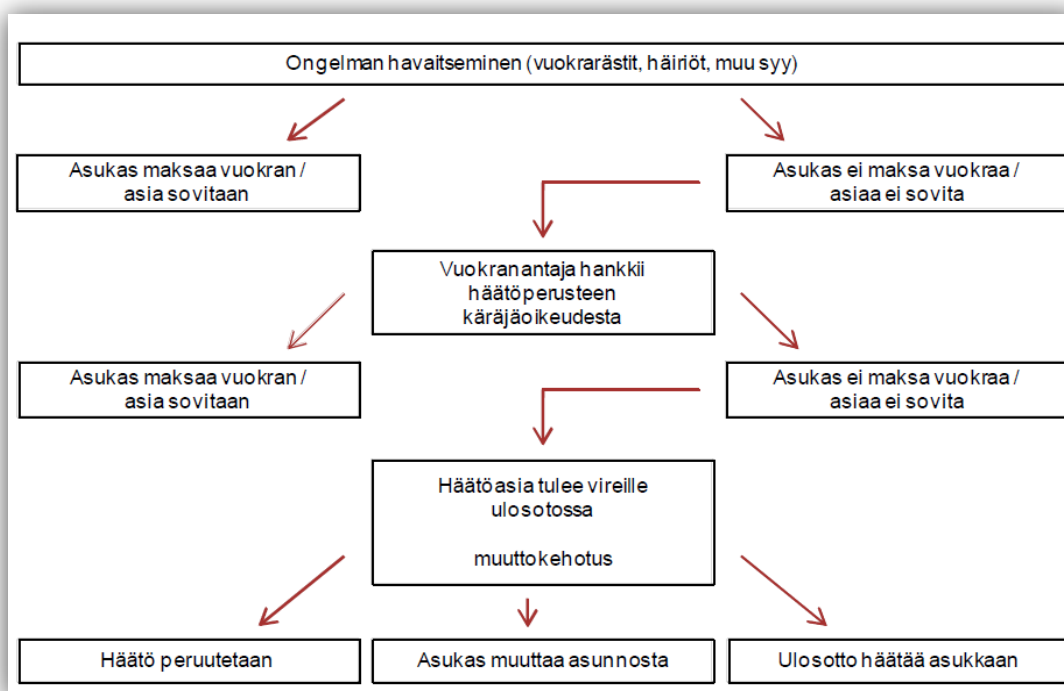 Ongelman havaitseminen (vuokrarästit, häiriöt, muu syy)
Asukas maksaa vuokran /
asia sovitaan
Asukas ei maksa vuokraa /
asiaa ei sovita
Vuokranantaja hankkii
häätöperusteen
käräjäoikeudesta
Asukas maksaa vuokran /
asia sovitaan
Asukas ei maksa vuokraa /
asiaa ei sovita
Häätöasia tulee vireille
ulosotossa
muuttokehotus
Häätö peruutetaan
Asukas muuttaa asunnosta
Ulosotto häätää asukkaan